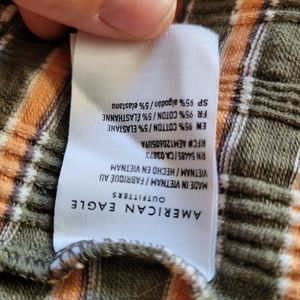 AMERICAN EAGLE
OUTFITTERS
MADE IN VIETNAM / FABRIQUÉ AU
VIETNAM / HECHO EN VIETNAM
RN 54485/CA 03873
RFC# AEM1206050U9A
EN 95% COTTON / 5% ELASTANE
FR 95% COTON / 5% ÉLASTHANNE
SP 95% algodón / 5% elastano